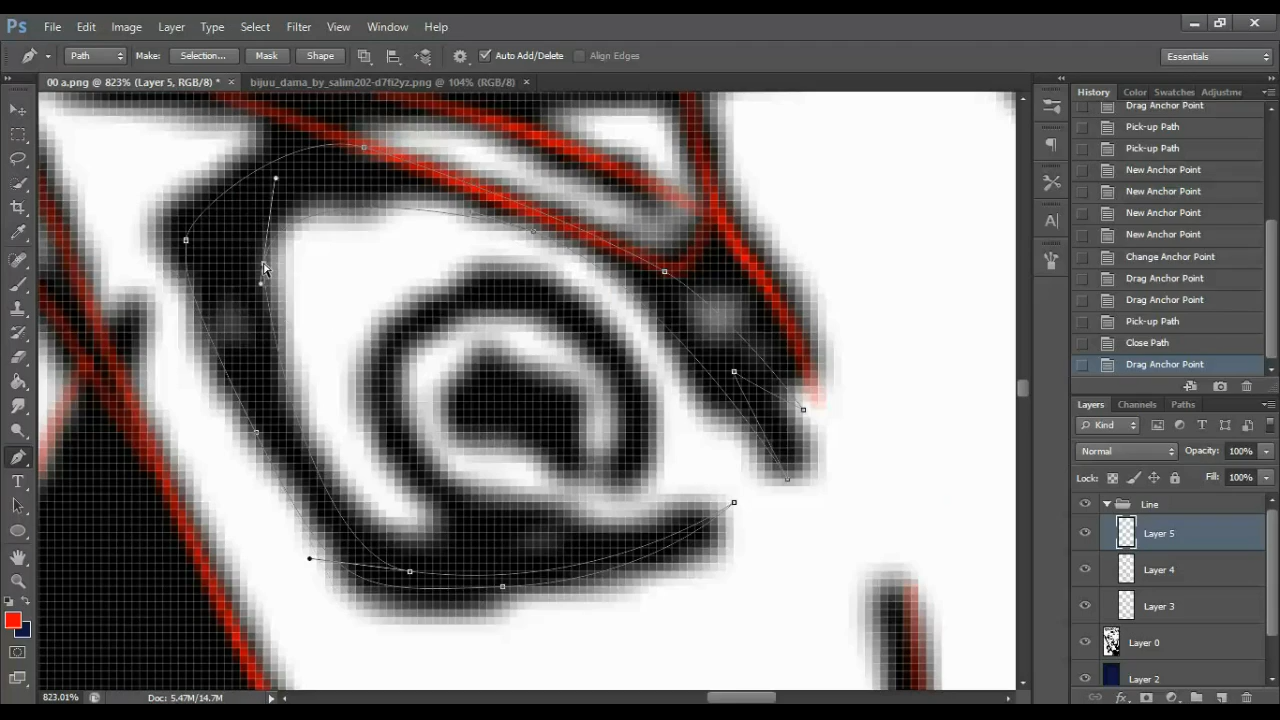 Ps File Edit Image Layer Type Select Filter View Window Help
Path Make: Selection... Mask Shape Auto Add/Delete Align Edges Essentials
00 a.png @ 823% (Layer 5, RGB/8) * × bijuu_dama_by_salim202-d7fi2yz.png @ 104% (RGB/8) ×
History Color Swatches Adjustme
Drag Anchor Point
Pick-up Path
Pick-up Path
New Anchor Point
New Anchor Point
New Anchor Point
New Anchor Point
Change Anchor Point
Drag Anchor Point
Drag Anchor Point
Pick-up Path
Close Path
Drag Anchor Point
Layers Channels Paths
Kind
Normal Opacity: 100%
Lock: Fill: 100%
Line
Layer 5
Layer 4
Layer 3
Layer 0
Layer 2
823.01% Doc: 5.47M/14.7M